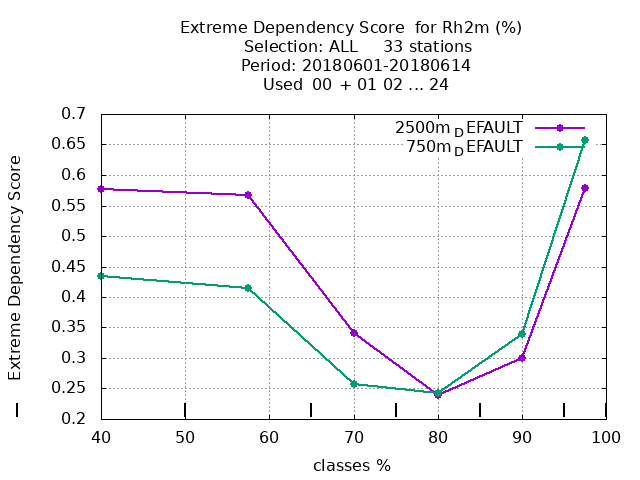 Extreme Dependency Score for Rh2m (%)
Selection: ALL 33 stations
Period: 20180601-20180614
Used 00 + 01 02 ... 24
2500m_DEFAULT
750m_DEFAULT
Extreme Dependency Score
0.7
0.65
0.6
0.55
0.5
0.45
0.4
0.35
0.3
0.25
0.2
40 50 60 70 80 90 100
classes %